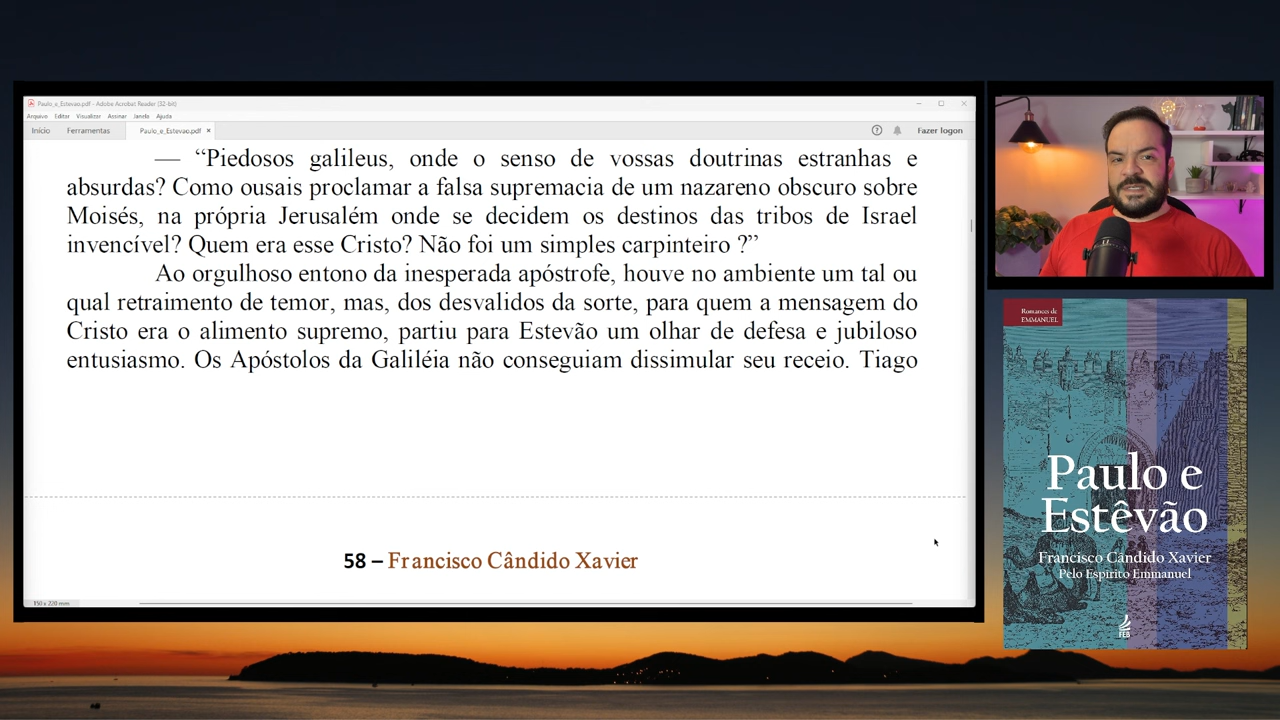 Paulo_e_Estevao.pdf - Adobe Acrobat Reader (32-bit)
Arquivo Editar Visualizar Assinar Janela Ajuda
Início Ferramentas Paulo_e_Estevao.pdf × Fazer logon
— “Piedosos galileus, onde o senso de vossas doutrinas estranhas e
absurdas? Como ousais proclamar a falsa supremacia de um nazareno obscuro sobre
Moisés, na própria Jerusalém onde se decidem os destinos das tribos de Israel
invencível? Quem era esse Cristo? Não foi um simples carpinteiro ?”
Ao orgulhoso entono da inesperada apóstrofe, houve no ambiente um tal ou
qual retraimento de temor, mas, dos desvalidos da sorte, para quem a mensagem do
Cristo era o alimento supremo, partiu para Estevão um olhar de defesa e jubiloso
entusiasmo. Os Apóstolos da Galiléia não conseguiam dissimular seu receio. Tiago
58 – Francisco Cândido Xavier
150 x 220 mm
Romances de
EMMANUEL
Paulo e
Estêvão
Francisco Cândido Xavier
Pelo Espírito Emmanuel
FEB